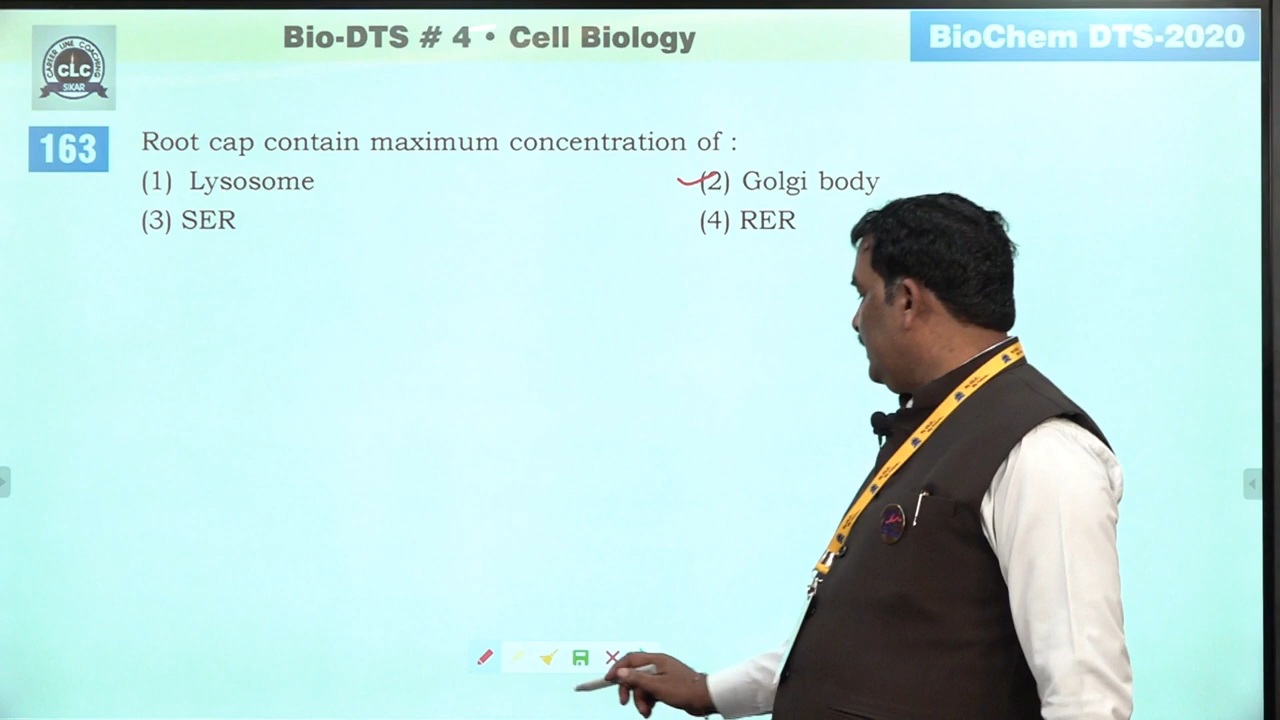 Bio-DTS # 4 • Cell Biology
BioChem DTS-2020
CAREER LINE COACHING
CLC
SIKAR
163
Root cap contain maximum concentration of :
(1) Lysosome
(2) Golgi body
(3) SER
(4) RER